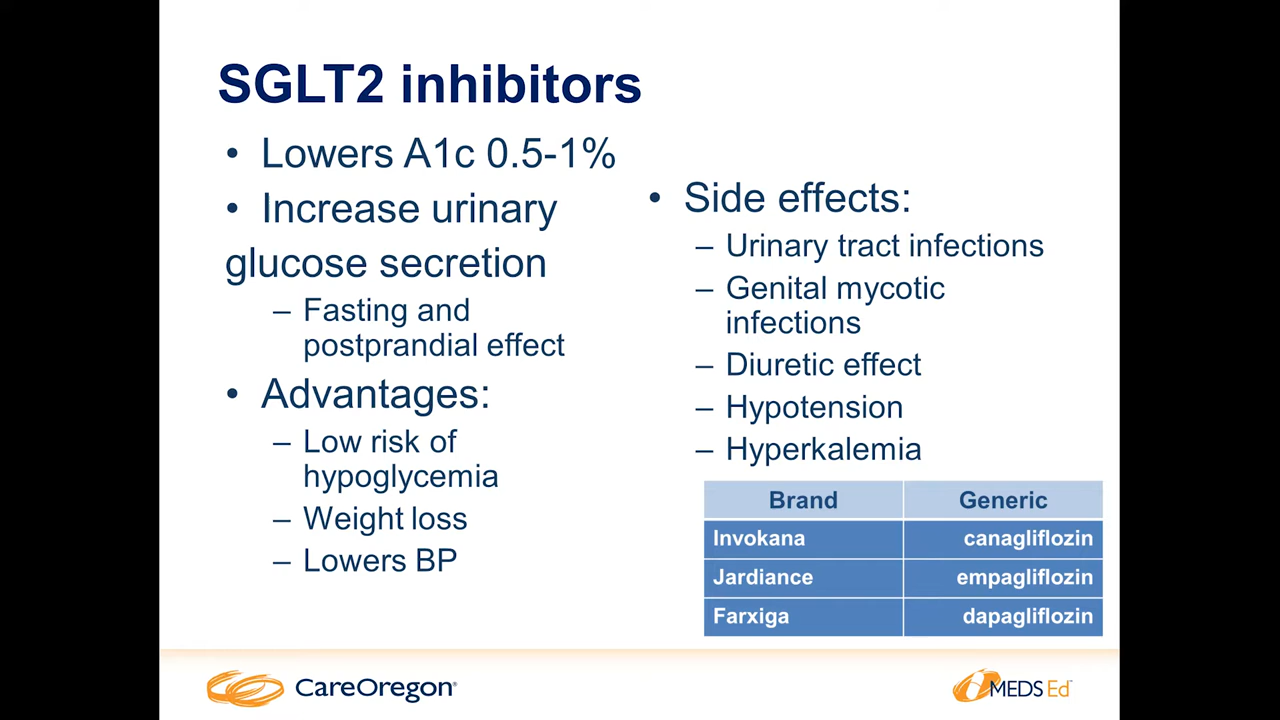 SGLT2 inhibitors
• Lowers A1c 0.5-1%
• Increase urinary
glucose secretion
– Fasting and
postprandial effect
• Advantages:
– Low risk of
hypoglycemia
– Weight loss
– Lowers BP
• Side effects:
– Urinary tract infections
– Genital mycotic
infections
– Diuretic effect
– Hypotension
– Hyperkalemia
Brand Generic
Invokana canagliflozin
Jardiance empagliflozin
Farxiga dapagliflozin
CareOregon®
MEDS Ed™